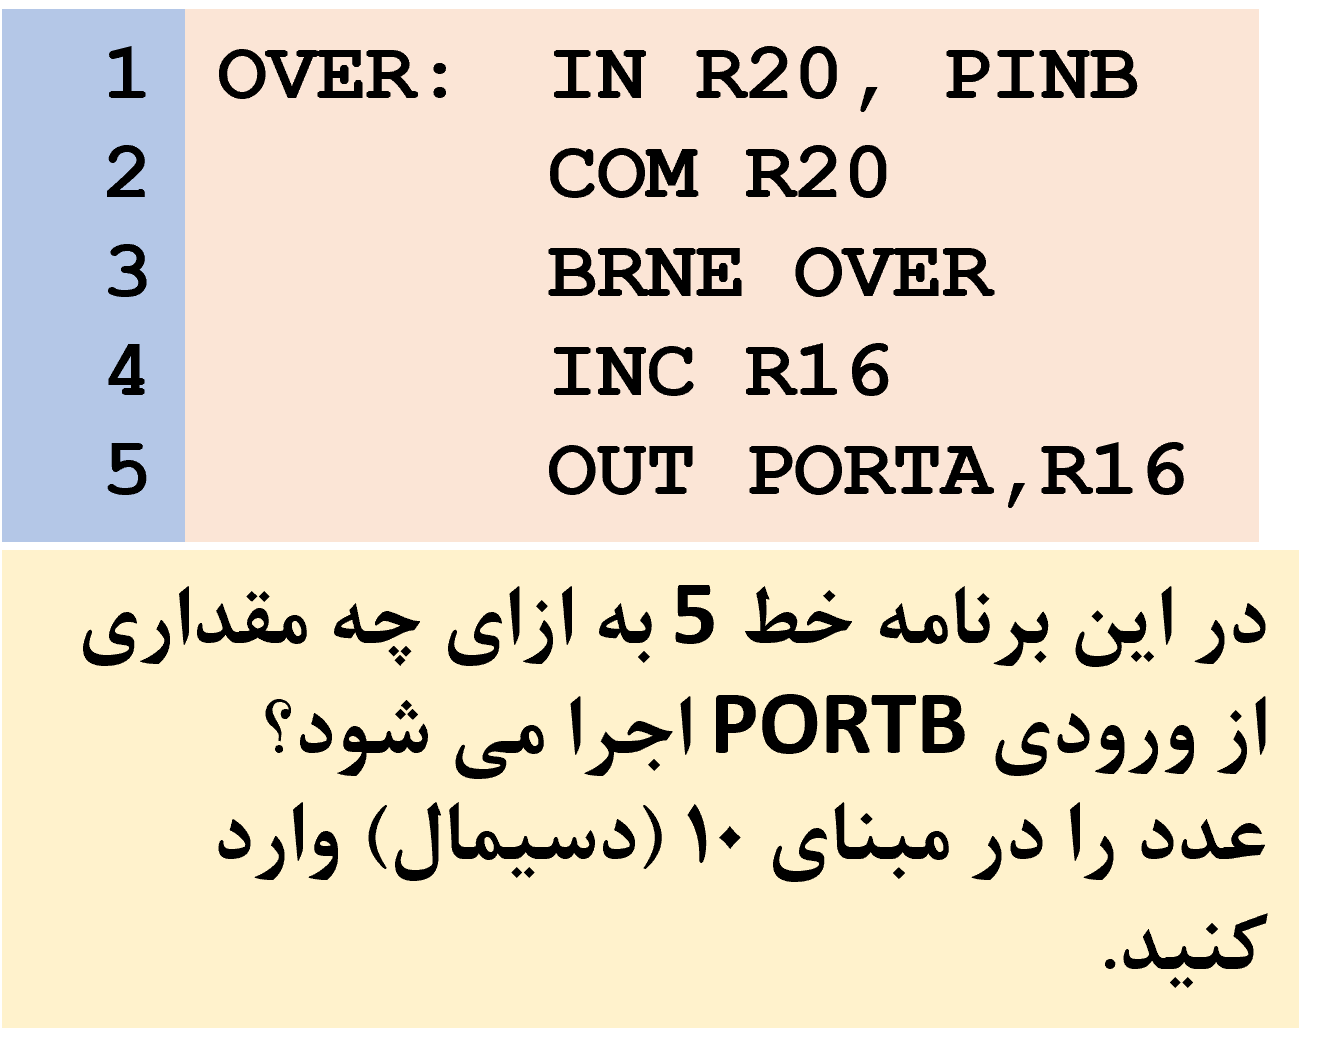 1 OVER: IN R20, PINB
2 COM R20
3 BRNE OVER
4 INC R16
5 OUT PORTA,R16
در این برنامه خط 5 به ازای چه مقداری
از ورودی PORTB اجرا می شود؟
عدد را در مبنای ۱۰ (دسیمال) وارد
کنید.